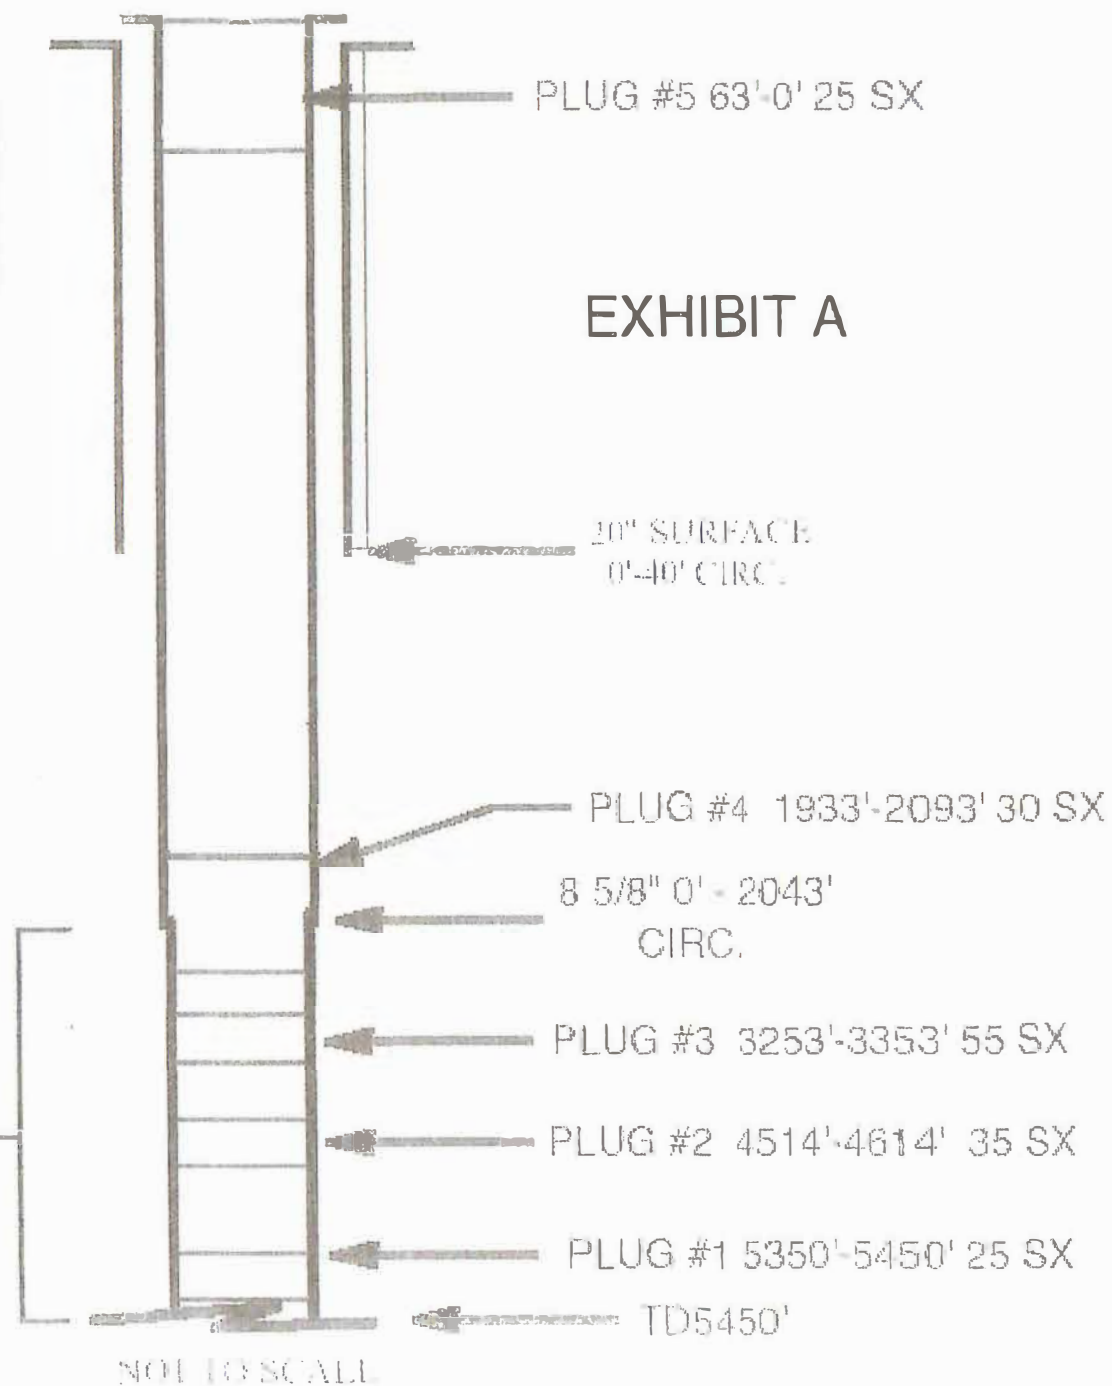 PLUG #5 63'-0' 25 SX
EXHIBIT A
20" SURFACE
0'-40' CIRC.
PLUG #4 1933'-2093' 30 SX
8 5/8" 0' - 2043'
CIRC.
PLUG #3 3253'-3353' 55 SX
PLUG #2 4514'-4614' 35 SX
PLUG #1 5350'-5450' 25 SX
TD5450'
NOT TO SCALE